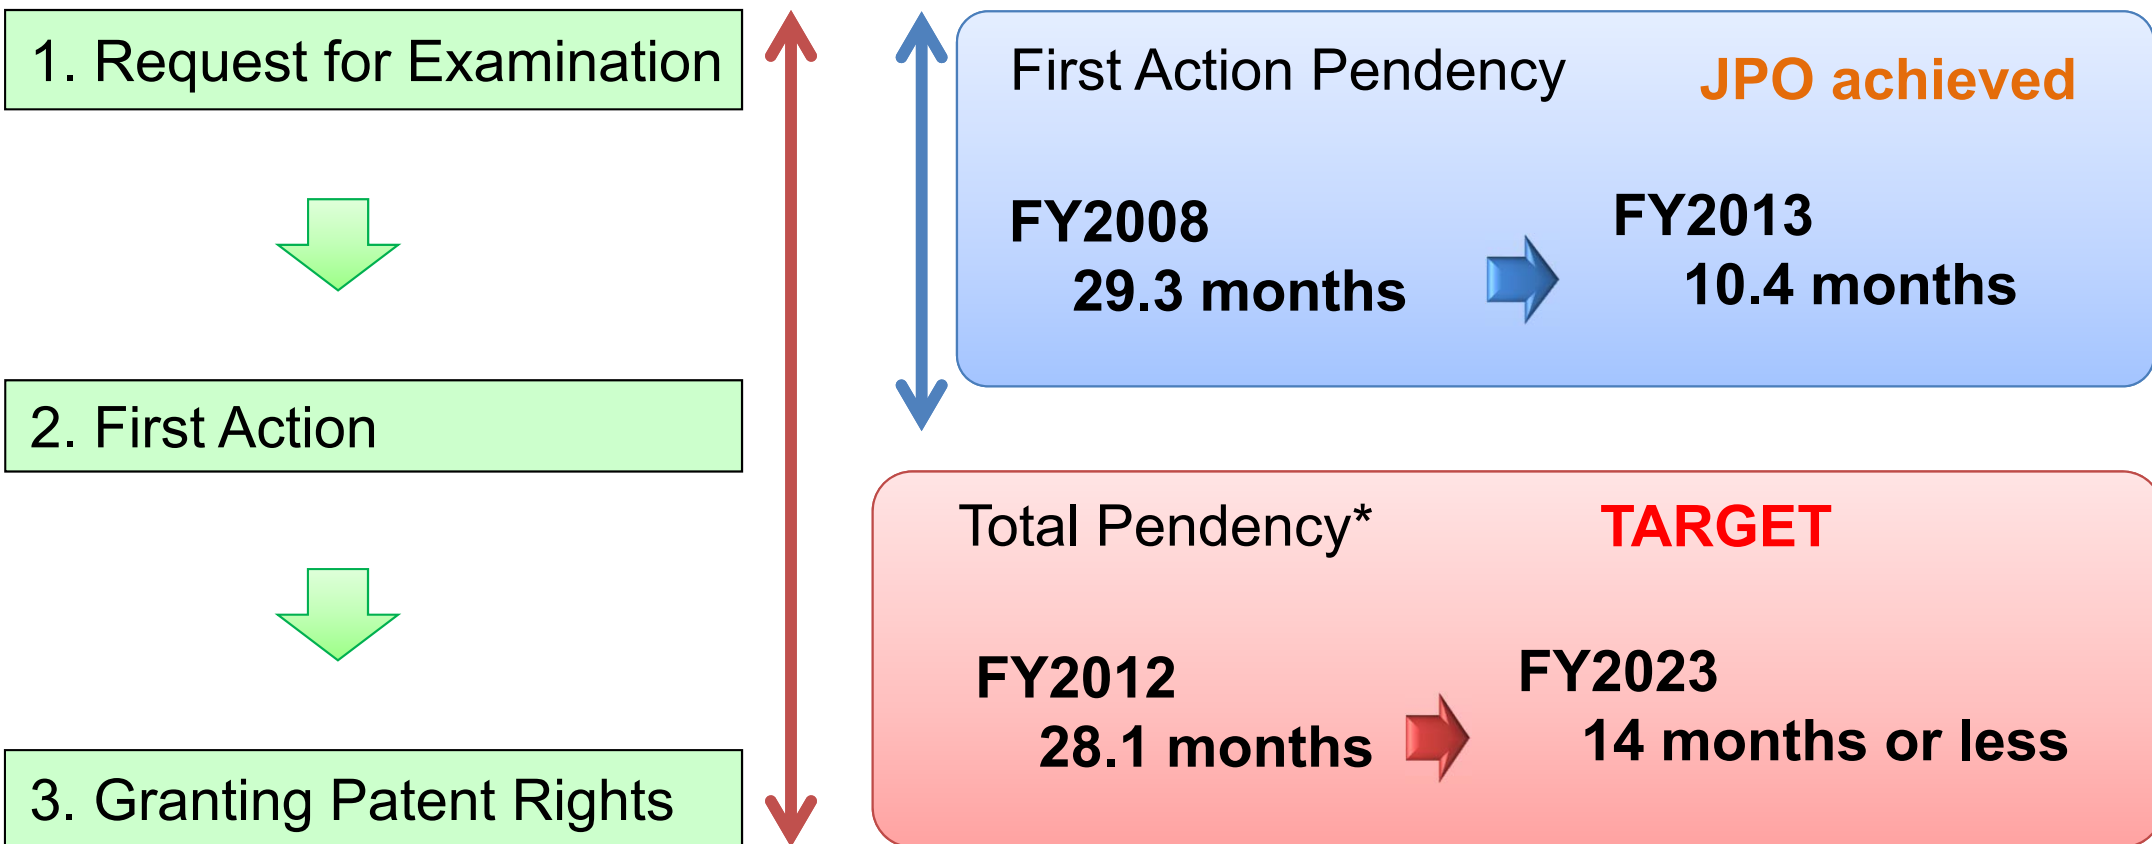 1. Request for Examination
2. First Action
3. Granting Patent Rights
First Action Pendency
JPO achieved
FY2008
29.3 months
FY2013
10.4 months
Total Pendency*
TARGET
FY2012
28.1 months
FY2023
14 months or less